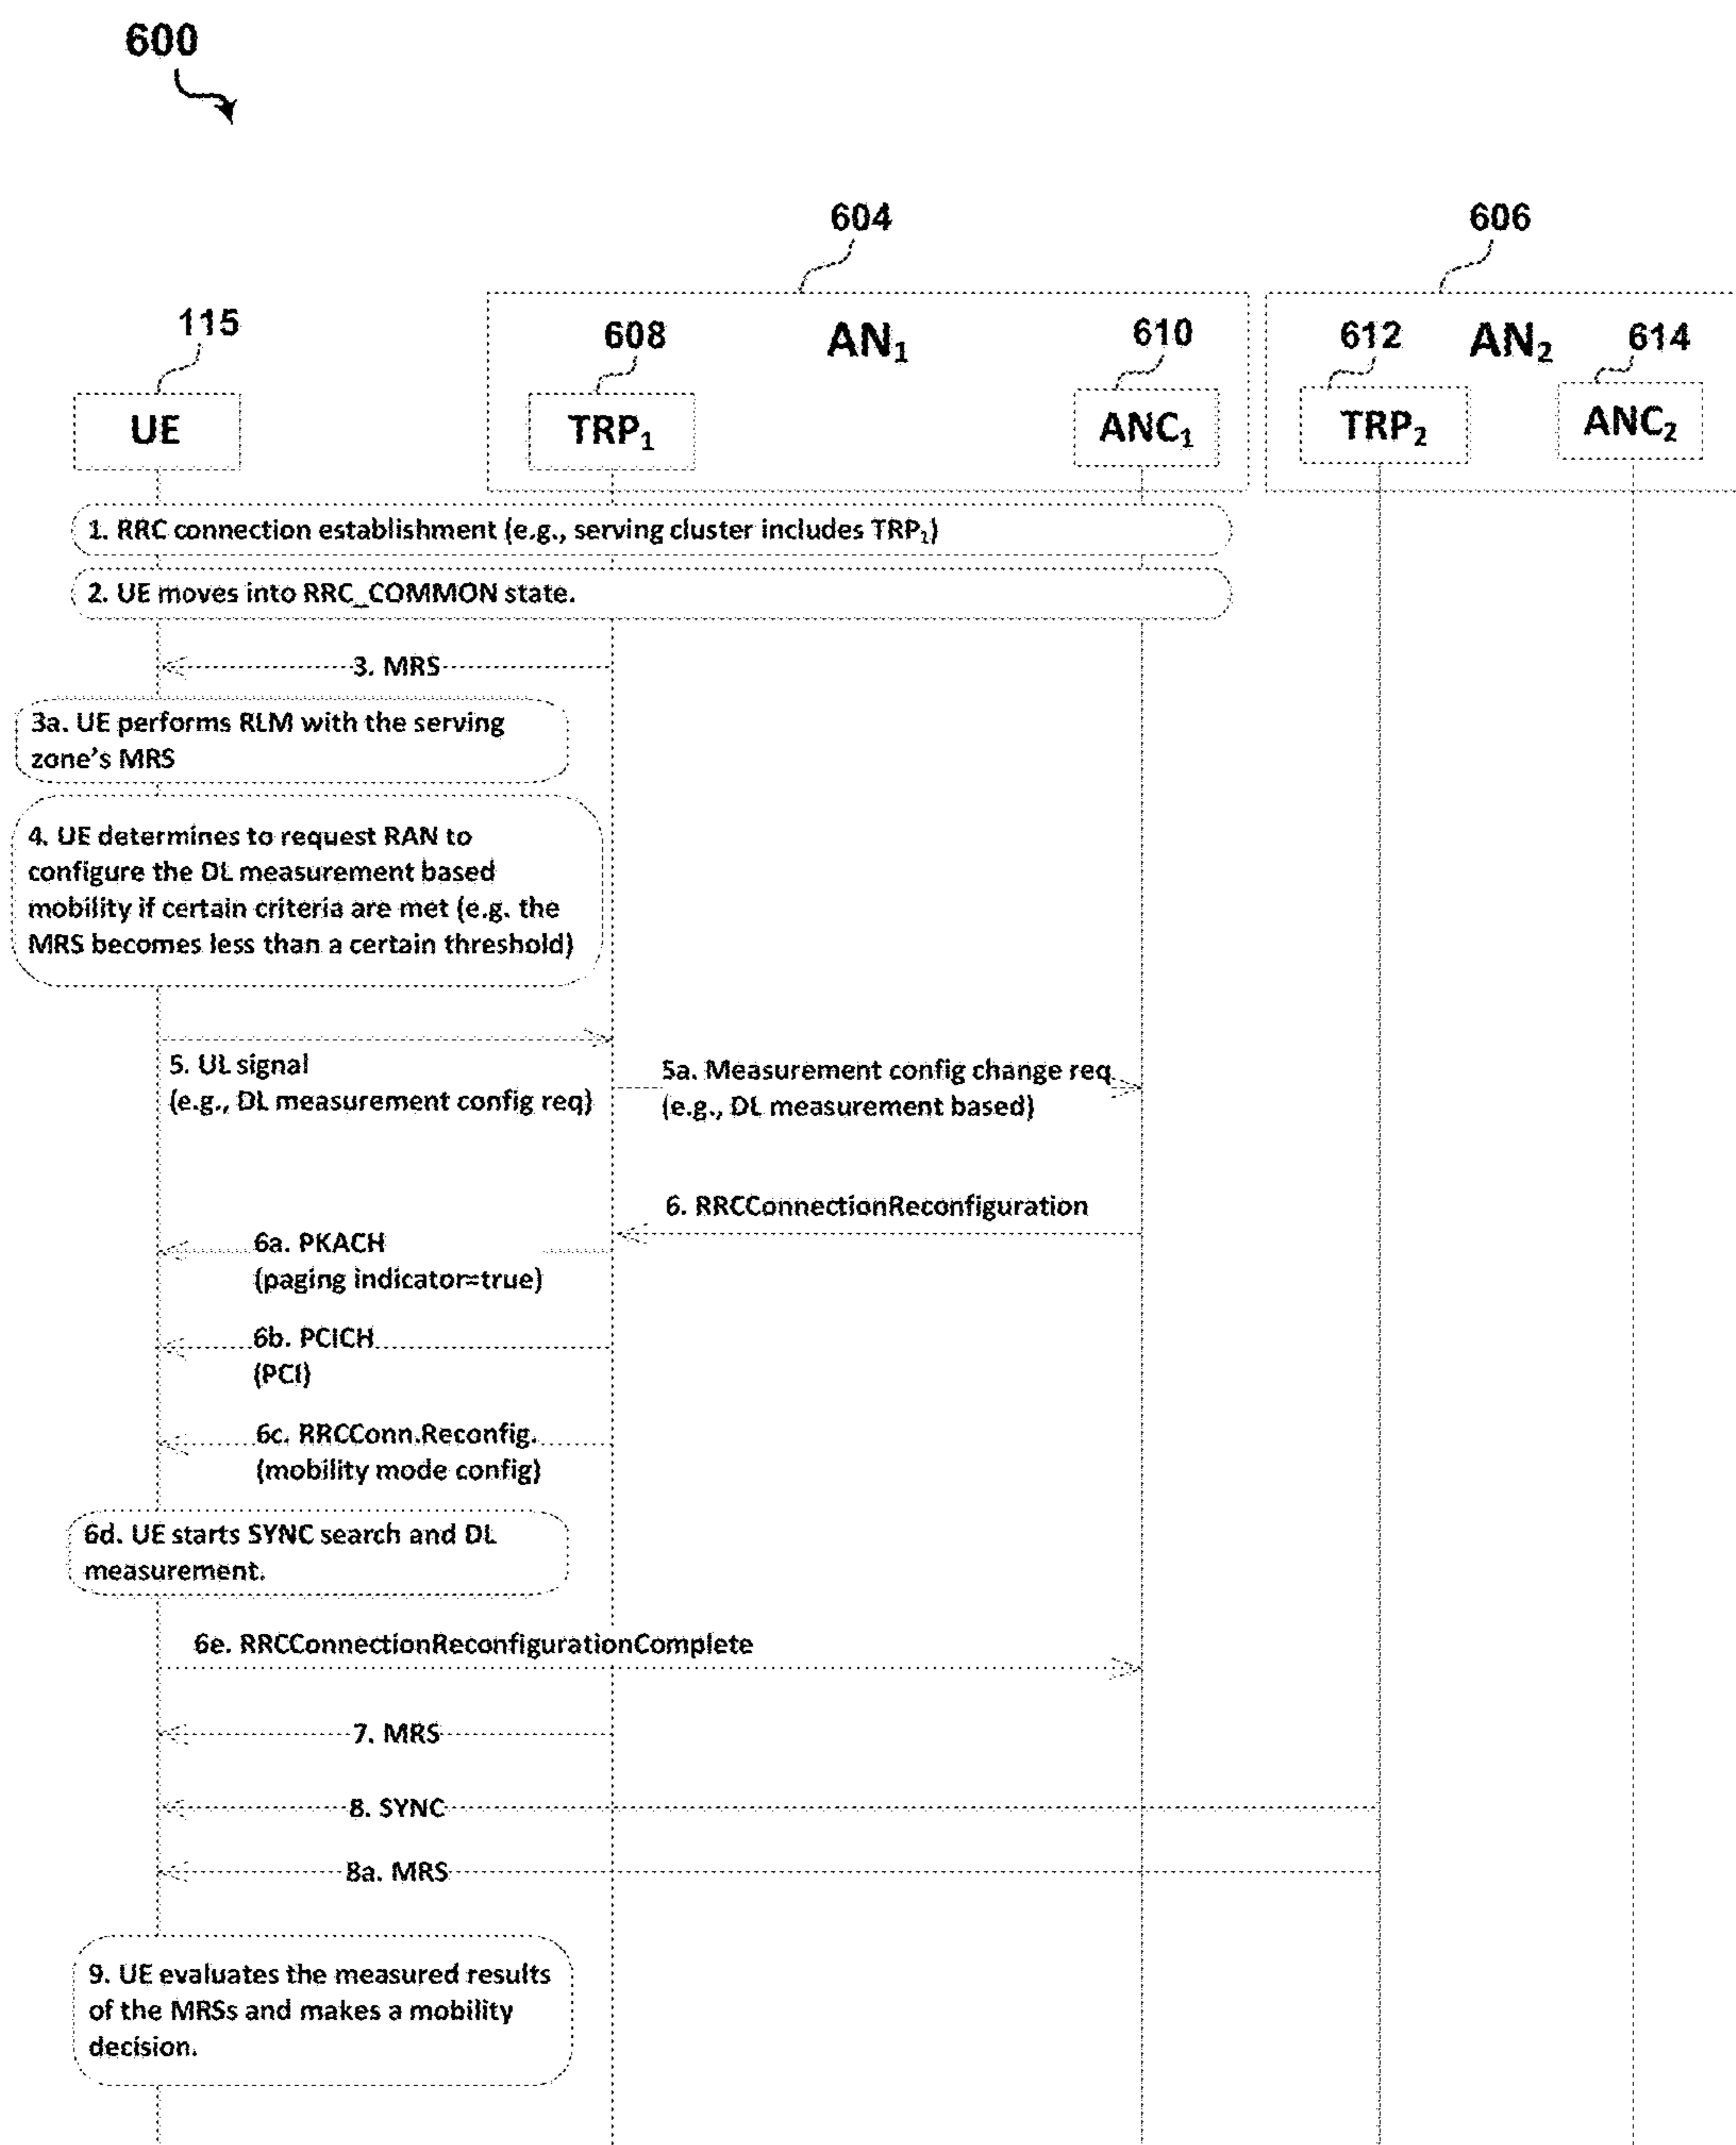 600
604
606
115
608
AN₁
610
612
AN₂
614
UE
TRP₁
ANC₁
TRP₂
ANC₂
1. RRC connection establishment (e.g., serving cluster includes TRP₁)
2. UE moves into RRC_COMMON state.
3. MRS
3a. UE performs RLM with the serving
zone's MRS
4. UE determines to request RAN to
configure the DL measurement based
mobility if certain criteria are met (e.g. the
MRS becomes less than a certain threshold)
5. UL signal
(e.g., DL measurement config req)
5a. Measurement config change req
(e.g., DL measurement based)
6. RRCConnectionReconfiguration
6a. PKACH
(paging indicator=true)
6b. PCICH
(PCI)
6c. RRCConn.Reconfig.
(mobility mode config)
6d. UE starts SYNC search and DL
measurement.
6e. RRCConnectionReconfigurationComplete
7. MRS
8. SYNC
8a. MRS
9. UE evaluates the measured results
of the MRSs and makes a mobility
decision.